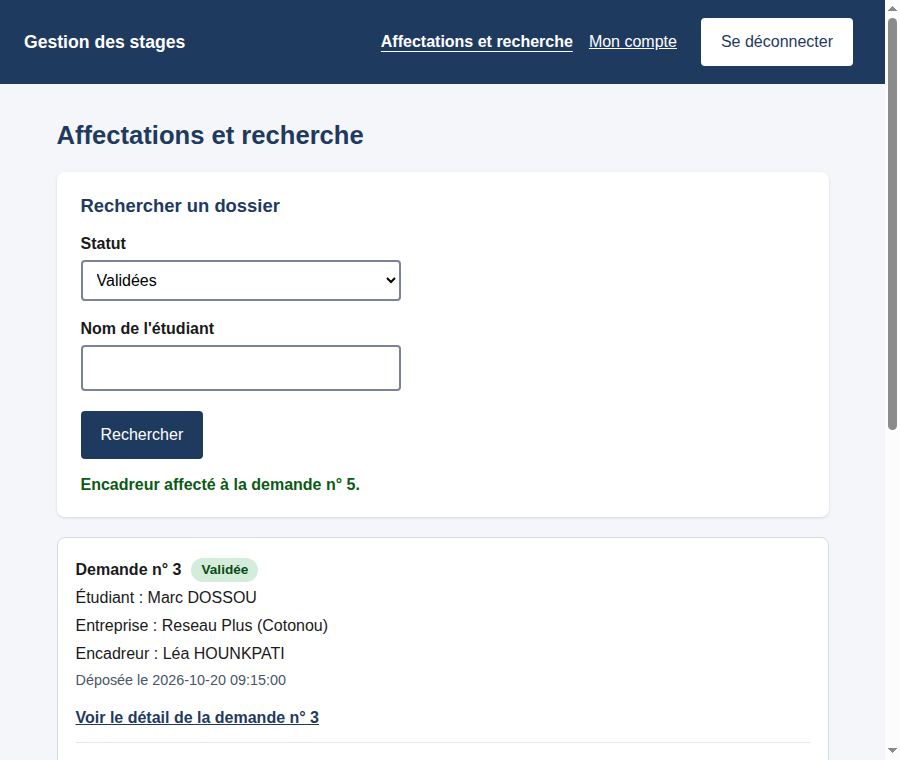 Gestion des stages
Affectations et recherche
Mon compte
Se déconnecter
Affectations et recherche
Rechercher un dossier
Statut
Validées
Nom de l'étudiant
Rechercher
Encadreur affecté à la demande n° 5.
Demande n° 3 Validée
Étudiant : Marc DOSSOU
Entreprise : Reseau Plus (Cotonou)
Encadreur : Léa HOUNKPATI
Déposée le 2026-10-20 09:15:00
Voir le détail de la demande n° 3